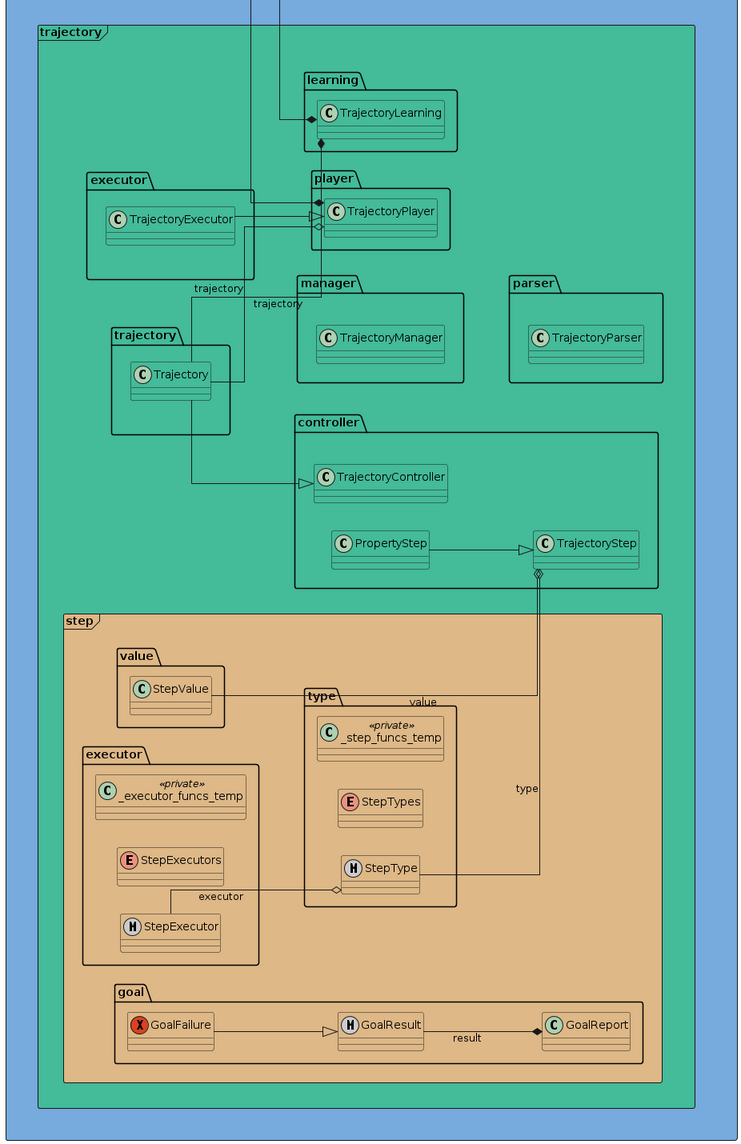 trajectory
learning
C TrajectoryLearning
executor
player
C TrajectoryExecutor
C TrajectoryPlayer
trajectory
trajectory
manager
parser
trajectory
C TrajectoryManager
C TrajectoryParser
C Trajectory
controller
C TrajectoryController
C PropertyStep
C TrajectoryStep
step
value
C StepValue
type
value
«private»
C _step_funcs_temp
executor
«private»
C _executor_funcs_temp
type
E StepTypes
E StepExecutors
H StepType
executor
H StepExecutor
goal
X GoalFailure
H GoalResult
C GoalReport
result